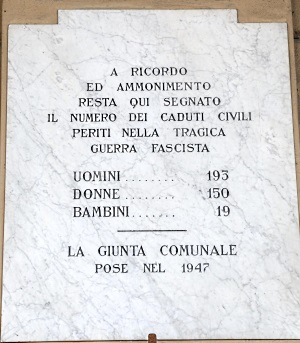 A RICORDO
ED AMMONIMENTO
RESTA QUI SEGNATO
IL NUMERO DEI CADUTI CIVILI
PERITI NELLA TRAGICA
GUERRA FASCISTA
UOMINI........ 193
DONNE........ 150
BAMBINI....... 19
LA GIUNTA COMUNALE
POSE NEL 1947